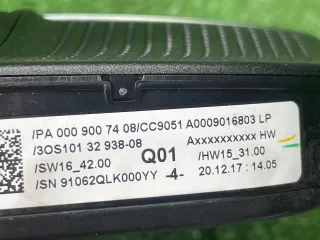 /PA 000 900 74 08/CC9051 A0009016803 LP
/3OS101 32 938-08 Axxxxxxxxxx HW
/SW16_42.00 Q01 /HW15_31.00
/SN 91062QLK000YY -4- 20.12.17 : 14.05